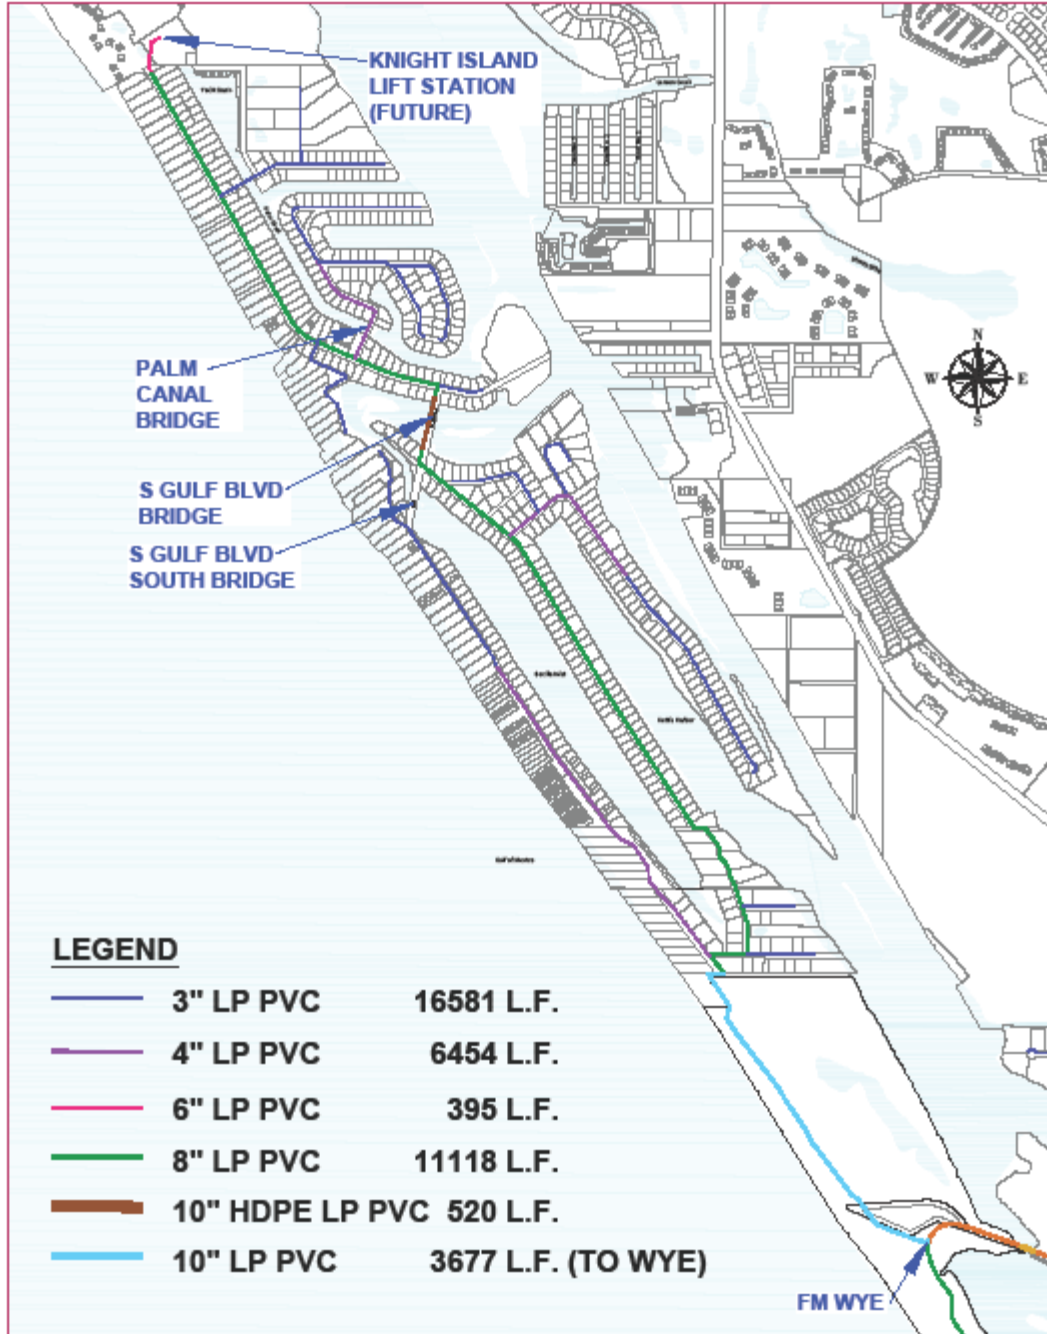 KNIGHT ISLAND
LIFT STATION
(FUTURE)
N
W
E
S
PALM
CANAL
BRIDGE
S GULF BLVD
BRIDGE
S GULF BLVD
SOUTH BRIDGE
LEGEND
3" LP PVC 16581 L.F.
4" LP PVC 6454 L.F.
6" LP PVC 395 L.F.
8" LP PVC 11118 L.F.
10" HDPE LP PVC 520 L.F.
10" LP PVC 3677 L.F. (TO WYE)
FM WYE